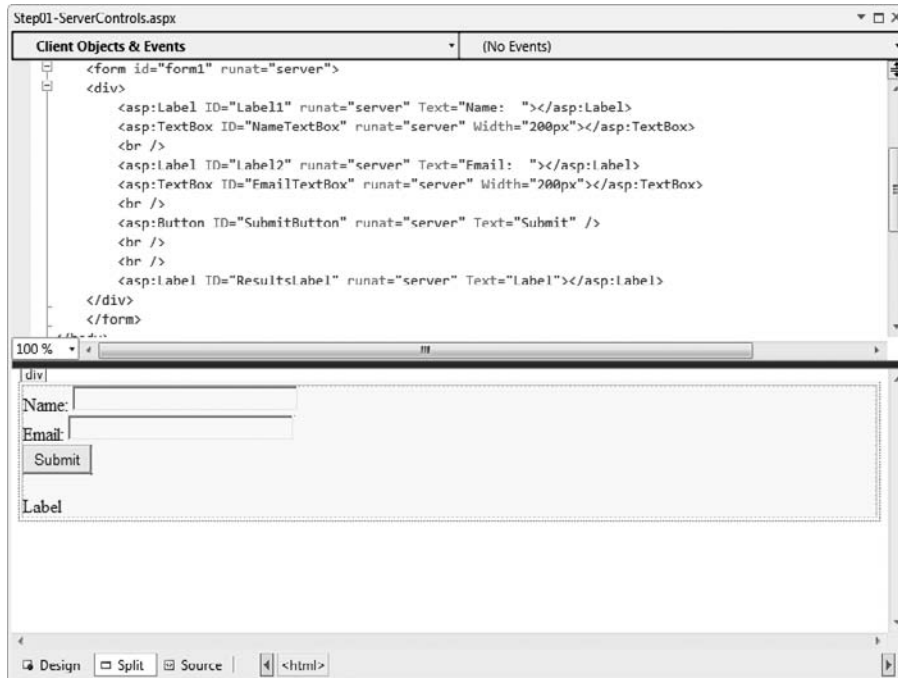 Step01-ServerControls.aspx
Client Objects & Events
(No Events)
<form id="form1" runat="server">
<div>
<asp:Label ID="Label1" runat="server" Text="Name:  "></asp:Label>
<asp:TextBox ID="NameTextBox" runat="server" Width="200px"></asp:TextBox>
<br />
<asp:Label ID="Label2" runat="server" Text="Email:  "></asp:Label>
<asp:TextBox ID="EmailTextBox" runat="server" Width="200px"></asp:TextBox>
<br />
<asp:Button ID="SubmitButton" runat="server" Text="Submit" />
<br />
<br />
<asp:Label ID="ResultsLabel" runat="server" Text="Label"></asp:Label>
</div>
</form>
100 %
div
Name:
Email:
Submit
Label
Design Split Source <html>